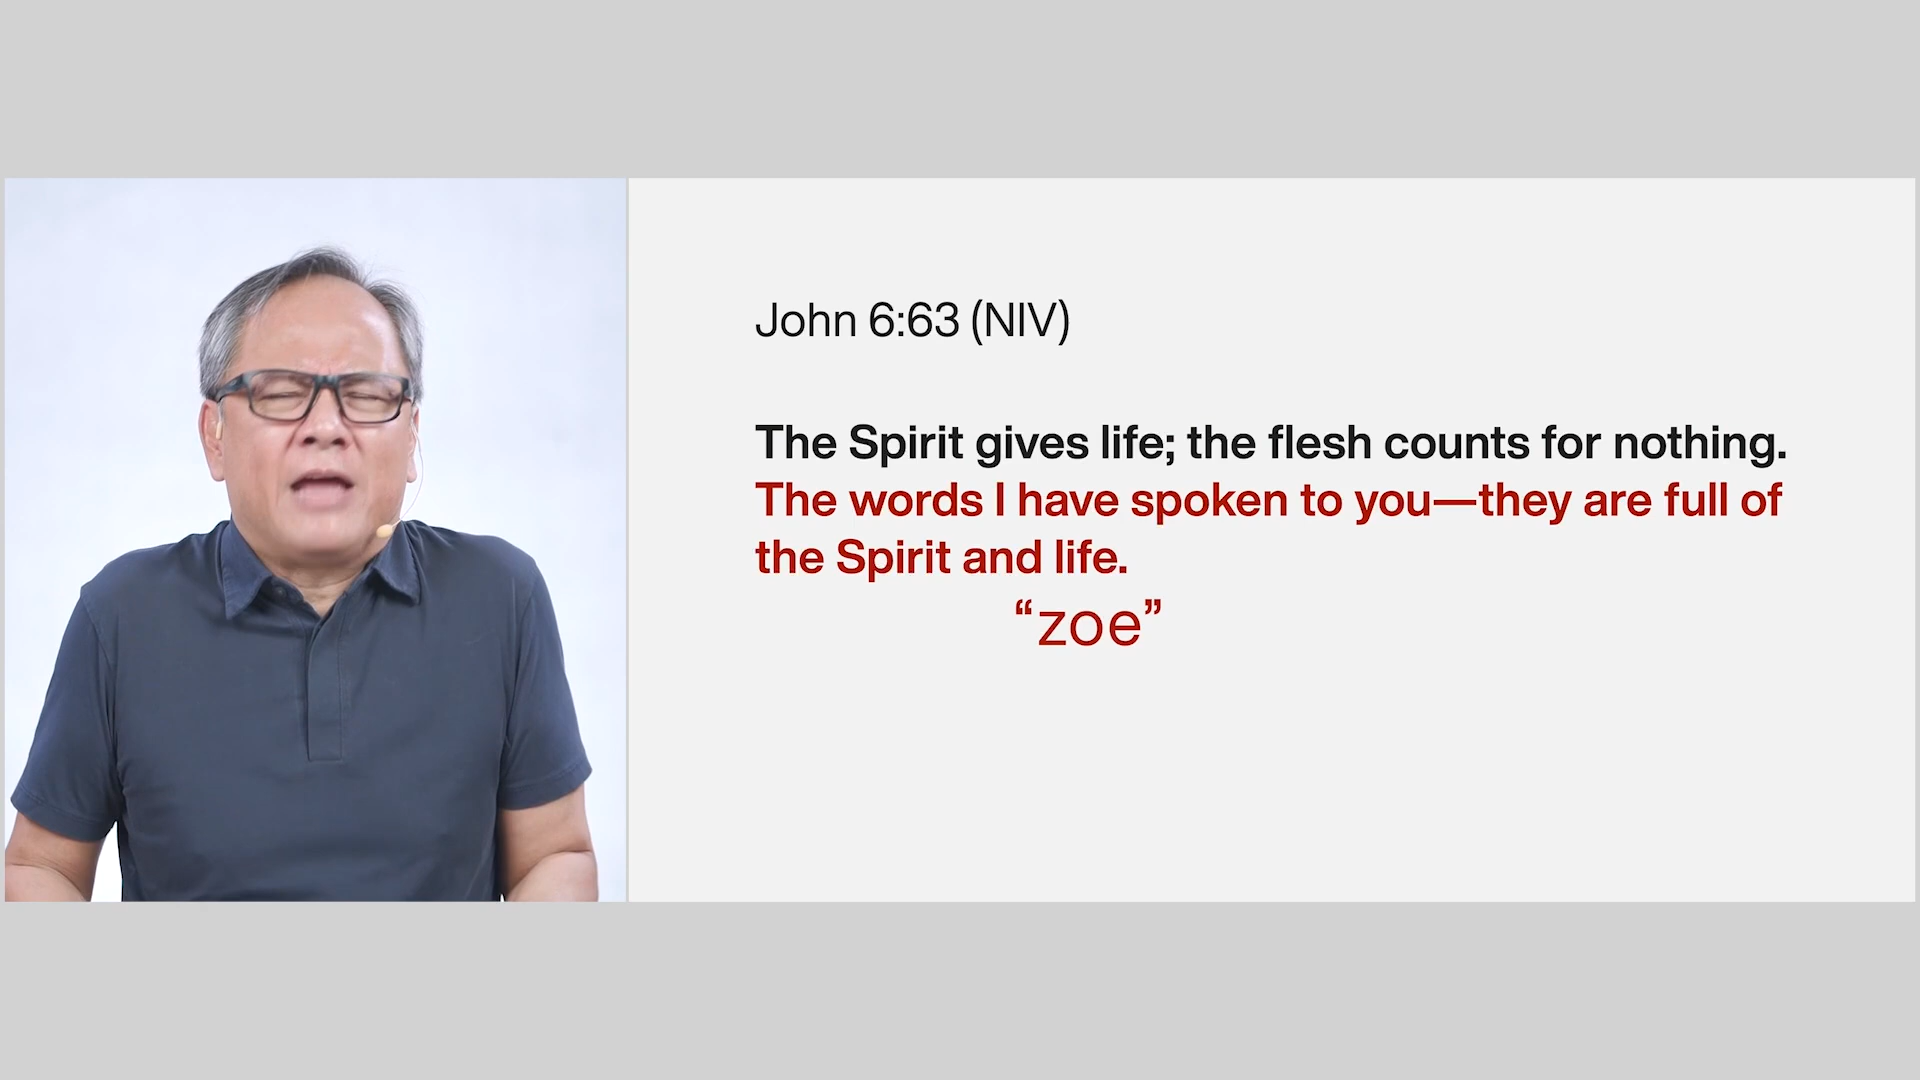 John 6:63 (NIV)
The Spirit gives life; the flesh counts for nothing.
The words I have spoken to you—they are full of
the Spirit and life.
“zoe”